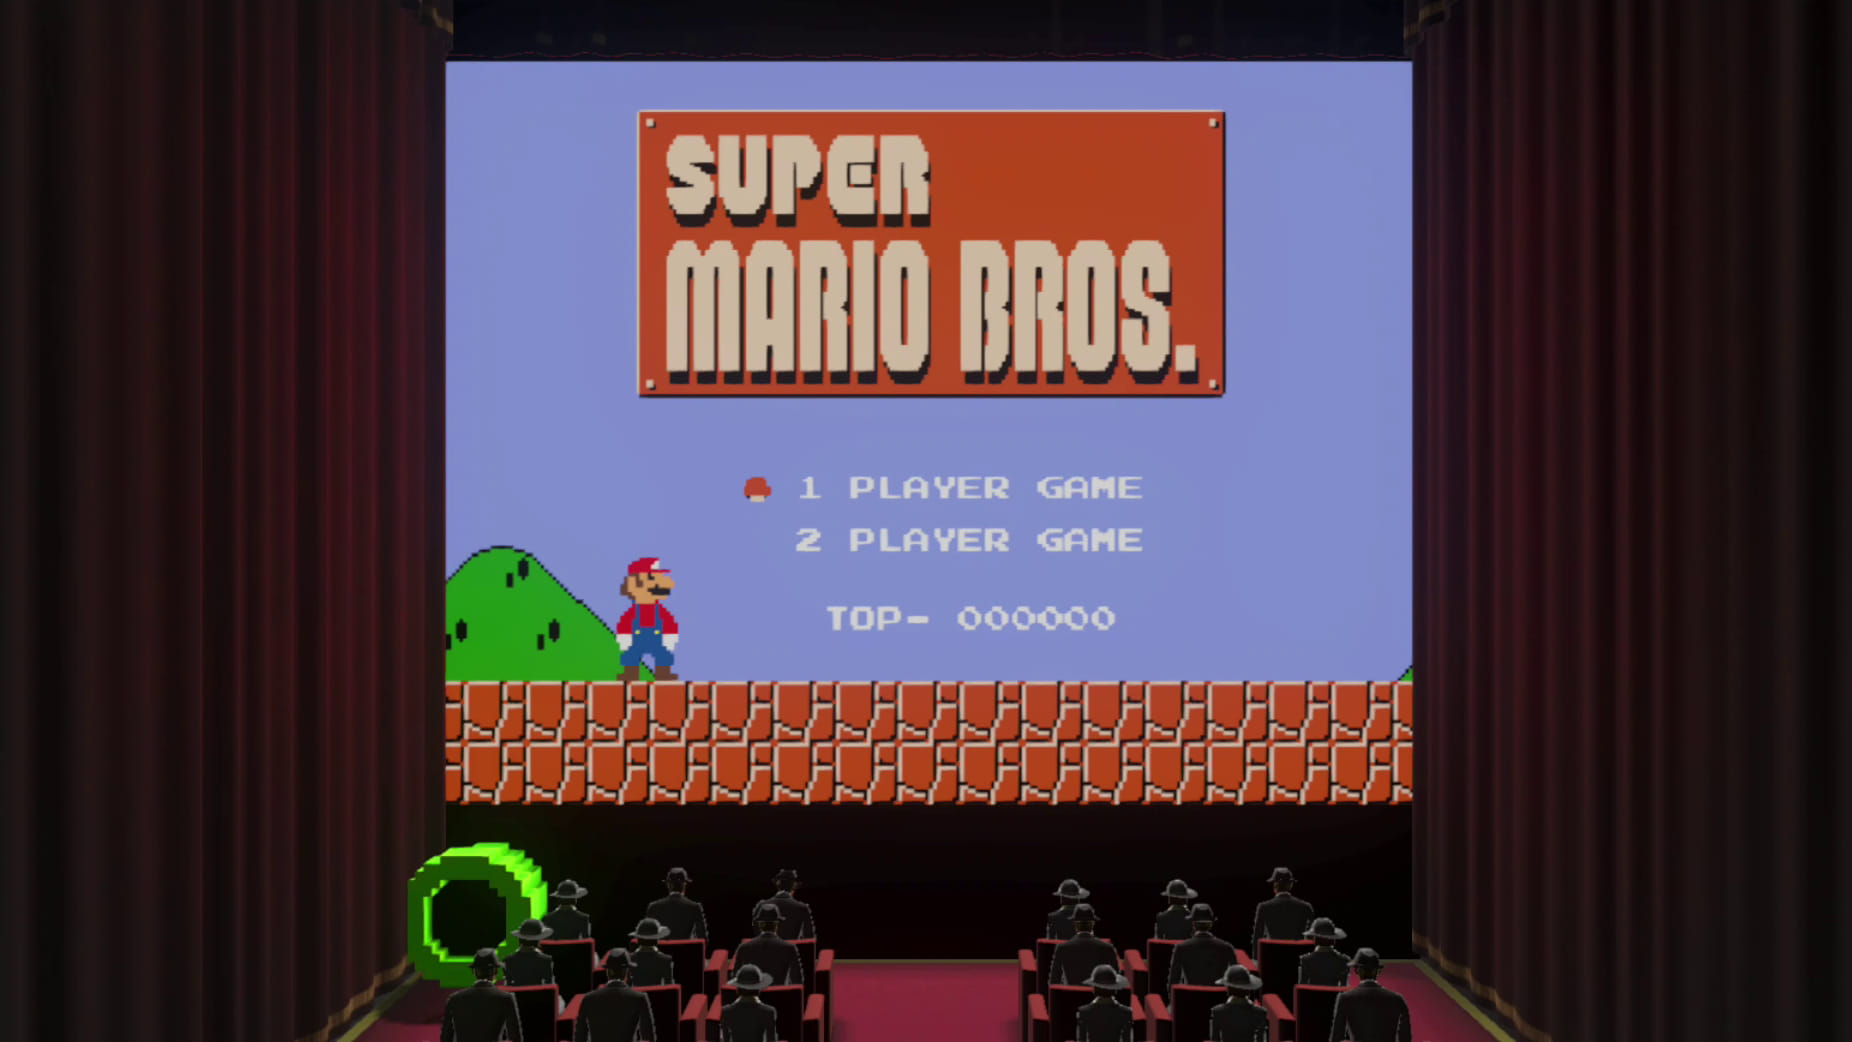 SUPER
MARIO BROS.
1 PLAYER GAME
2 PLAYER GAME
TOP- 000000